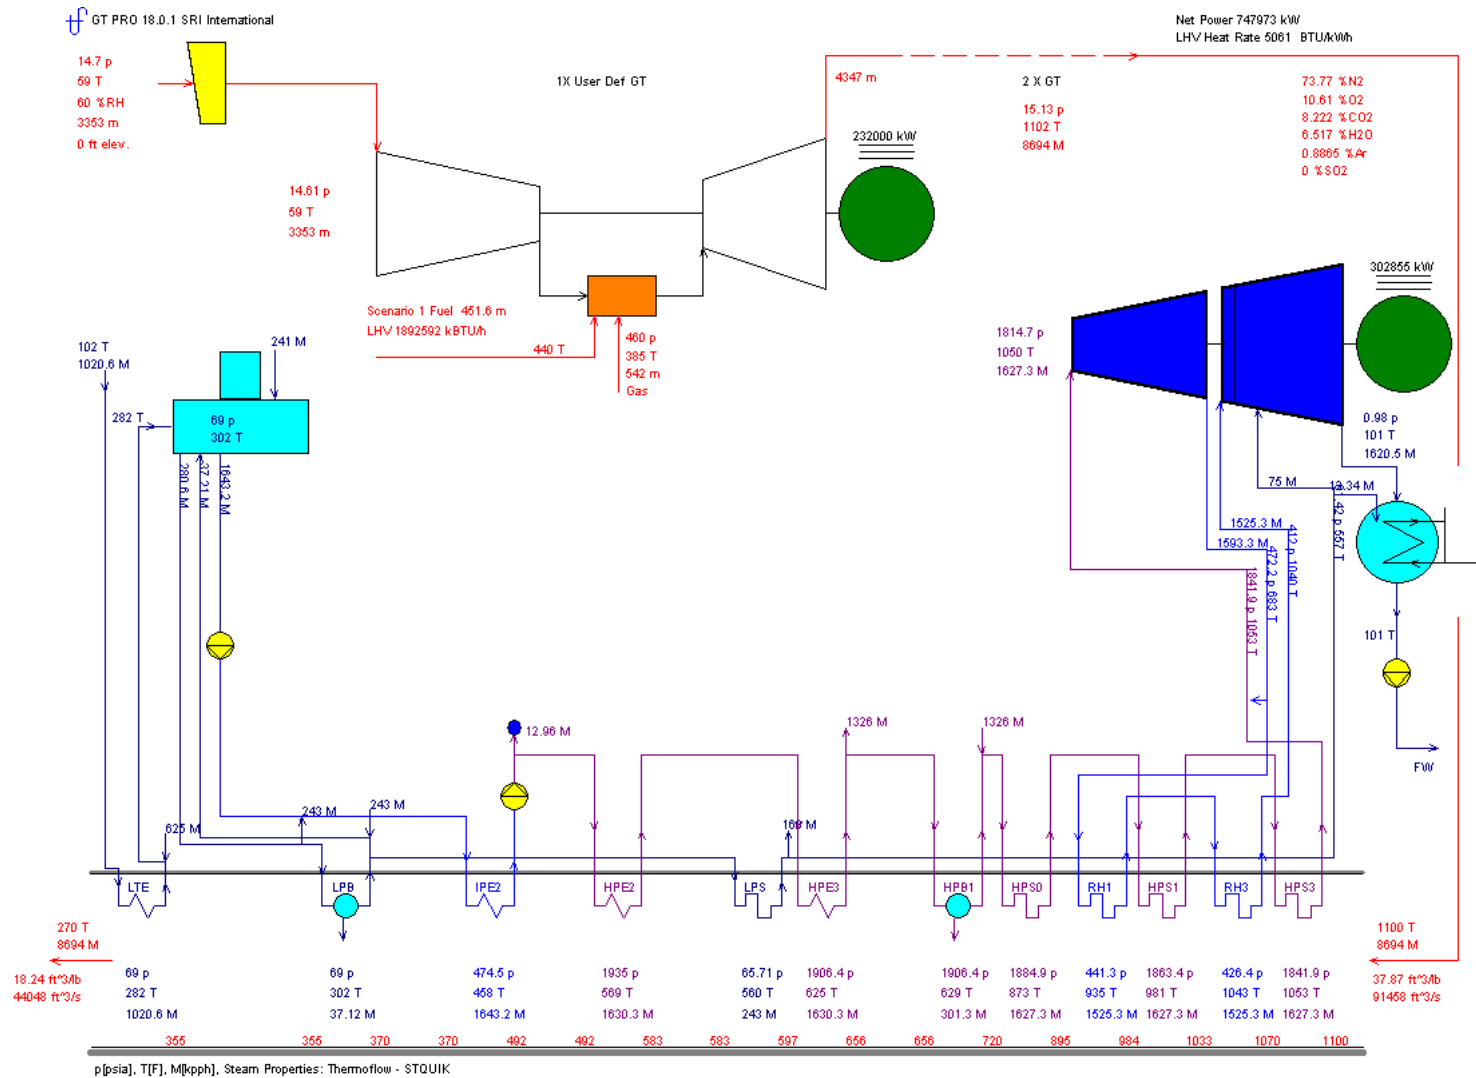 GT PRO 18.0.1 SRI International
Net Power 747973 kW
LHV Heat Rate 5061 BTU/kWh
14.7 p
59 T
60 %RH
3353 m
0 ft elev.
1X User Def GT
4347 m
2 X GT
15.13 p
1102 T
8694 M
73.77 %N2
10.61 %O2
8.222 %CO2
6.517 %H2O
0.8865 %Ar
0 %SO2
232000 kW
14.61 p
59 T
3353 m
302855 kW
Scenario 1 Fuel 451.6 m
LHV 1892592 kBTU/h
440 T
460 p
385 T
542 m
Gas
1814.7 p
1050 T
1627.3 M
102 T
1020.6 M
241 M
282 T
69 p
302 T
280.6 M
37.21 M
1643.2 M
0.98 p
101 T
1620.5 M
75 M
1525.3 M
1593.3 M
412 p 1040 T
472.2 p 683 T
1841.9 p 1053 T
101 T
FW
12.96 M
1326 M
1326 M
625 M
243 M
243 M
LTE
LPB
IPE2
HPE2
LPS
HPE3
HPB1
HPS0
RH1
HPS1
RH3
HPS3
270 T
8694 M
18.24 ft^3/lb
44048 ft^3/s
1100 T
8694 M
37.87 ft^3/lb
91458 ft^3/s
69 p
282 T
1020.6 M
69 p
302 T
37.12 M
474.5 p
458 T
1643.2 M
1935 p
569 T
1630.3 M
65.71 p
560 T
243 M
1906.4 p
625 T
1630.3 M
1906.4 p
629 T
301.3 M
1884.9 p
873 T
1627.3 M
441.3 p
935 T
1525.3 M
1863.4 p
981 T
1627.3 M
426.4 p
1043 T
1525.3 M
1841.9 p
1053 T
1627.3 M
355 355 370 370 492 492 583 583 597 656 656 720 895 984 1033 1070 1100
p[psia], T[F], M[kpph], Steam Properties: Thermoflow - STQUIK